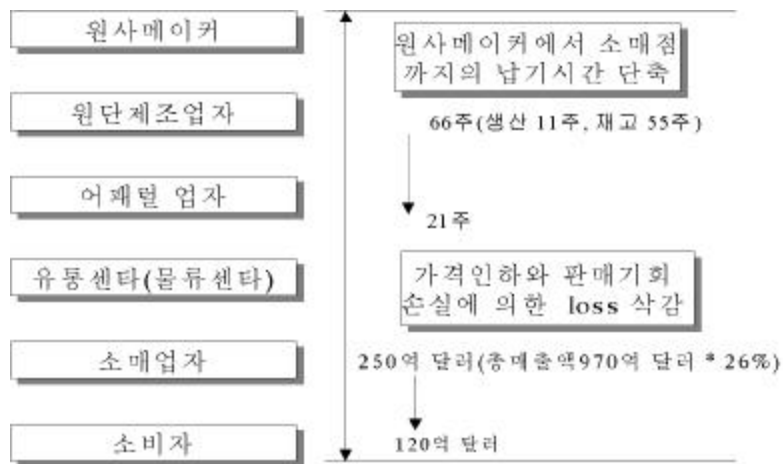 원사메이커
원단제조업자
어패럴 업자
유통센타(물류센타)
소매업자
소비자
원사메이커에서 소매점
까지의 납기시간 단축
66주(생산 11주, 재고 55주)
21주
가격인하와 판매기회
손실에 의한 loss 삭감
250억 달러(총매출액970억 달러 * 26%)
120억 달러